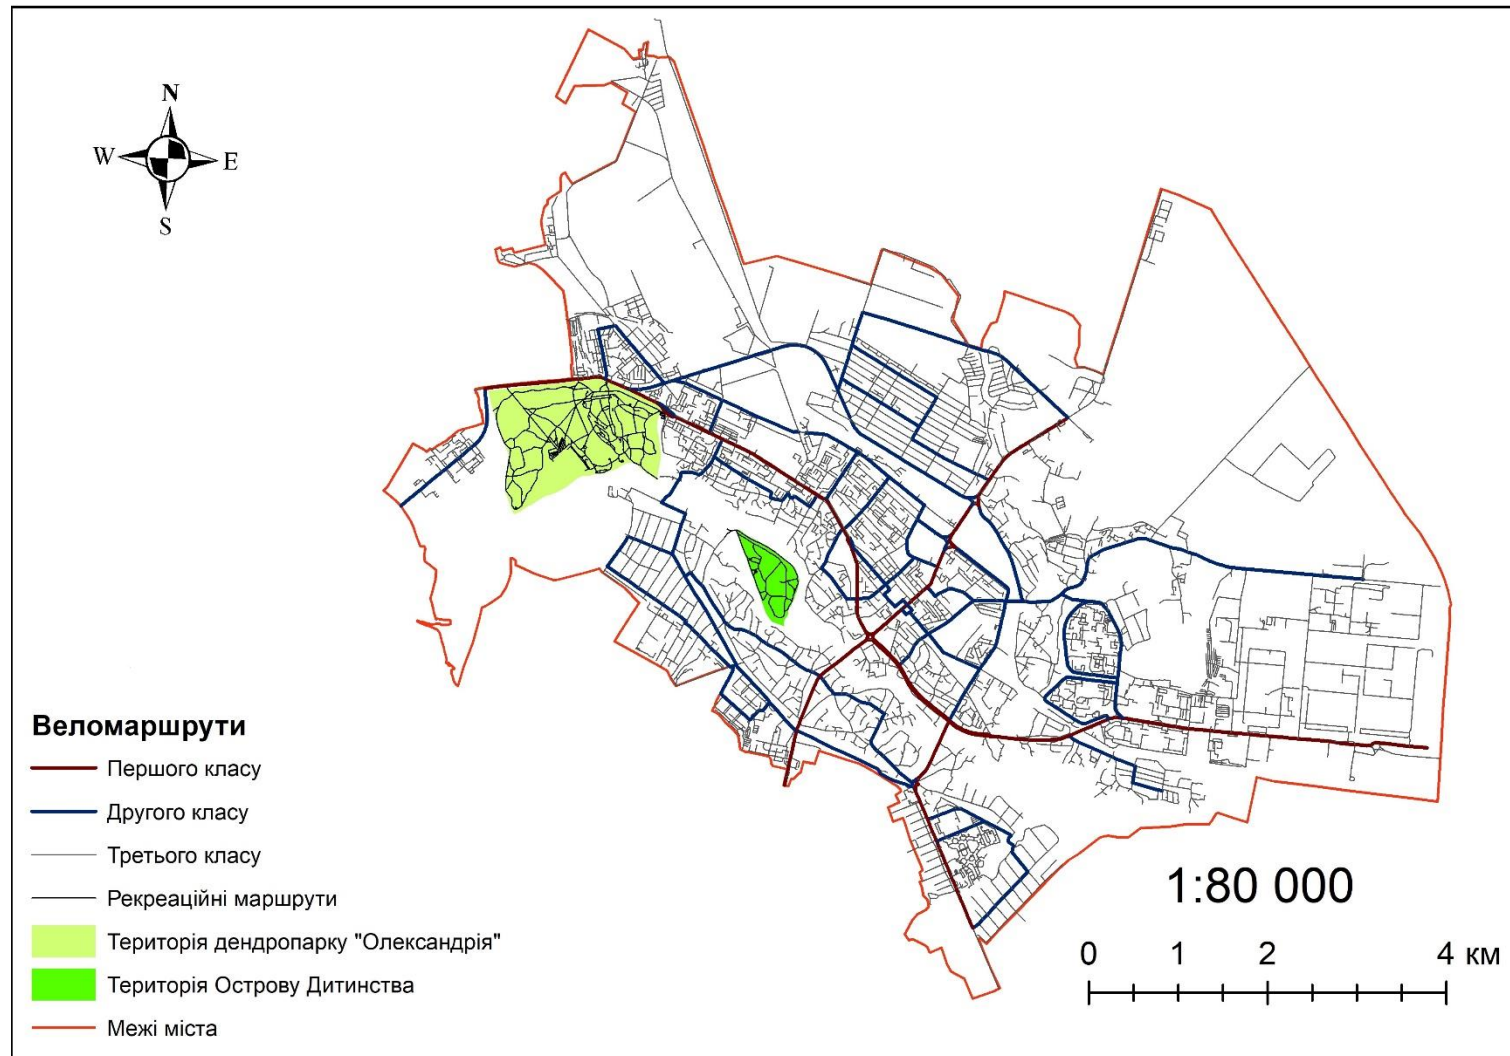 N
W E
S
Веломаршрути
Першого класу
Другого класу
Третього класу
Рекреаційні маршрути
Територія дендропарку "Олександрія"
Територія Острову Дитинства
Межі міста
1:80 000
0 1 2 4 км